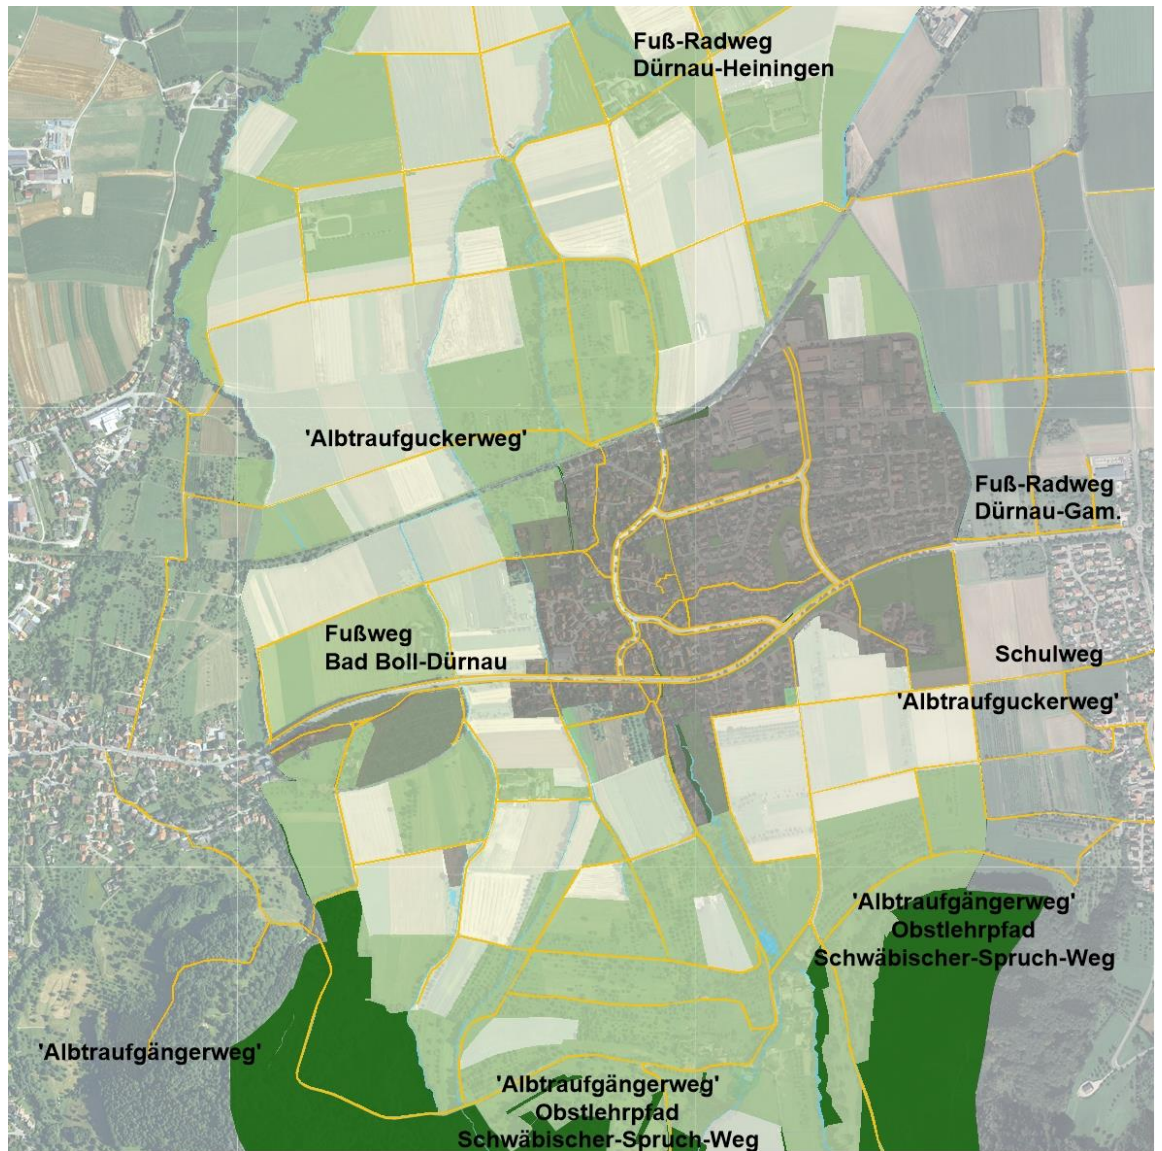 Fuß-Radweg
Dürnau-Heiningen
'Albtraufguckerweg'
Fuß-Radweg
Dürnau-Gam.
Fußweg
Bad Boll-Dürnau
Schulweg
'Albtraufguckerweg'
'Albtraufgängerweg'
Obstlehrpfad
Schwäbischer-Spruch-Weg
'Albtraufgängerweg'
'Albtraufgängerweg'
Obstlehrpfad
Schwäbischer-Spruch-Weg